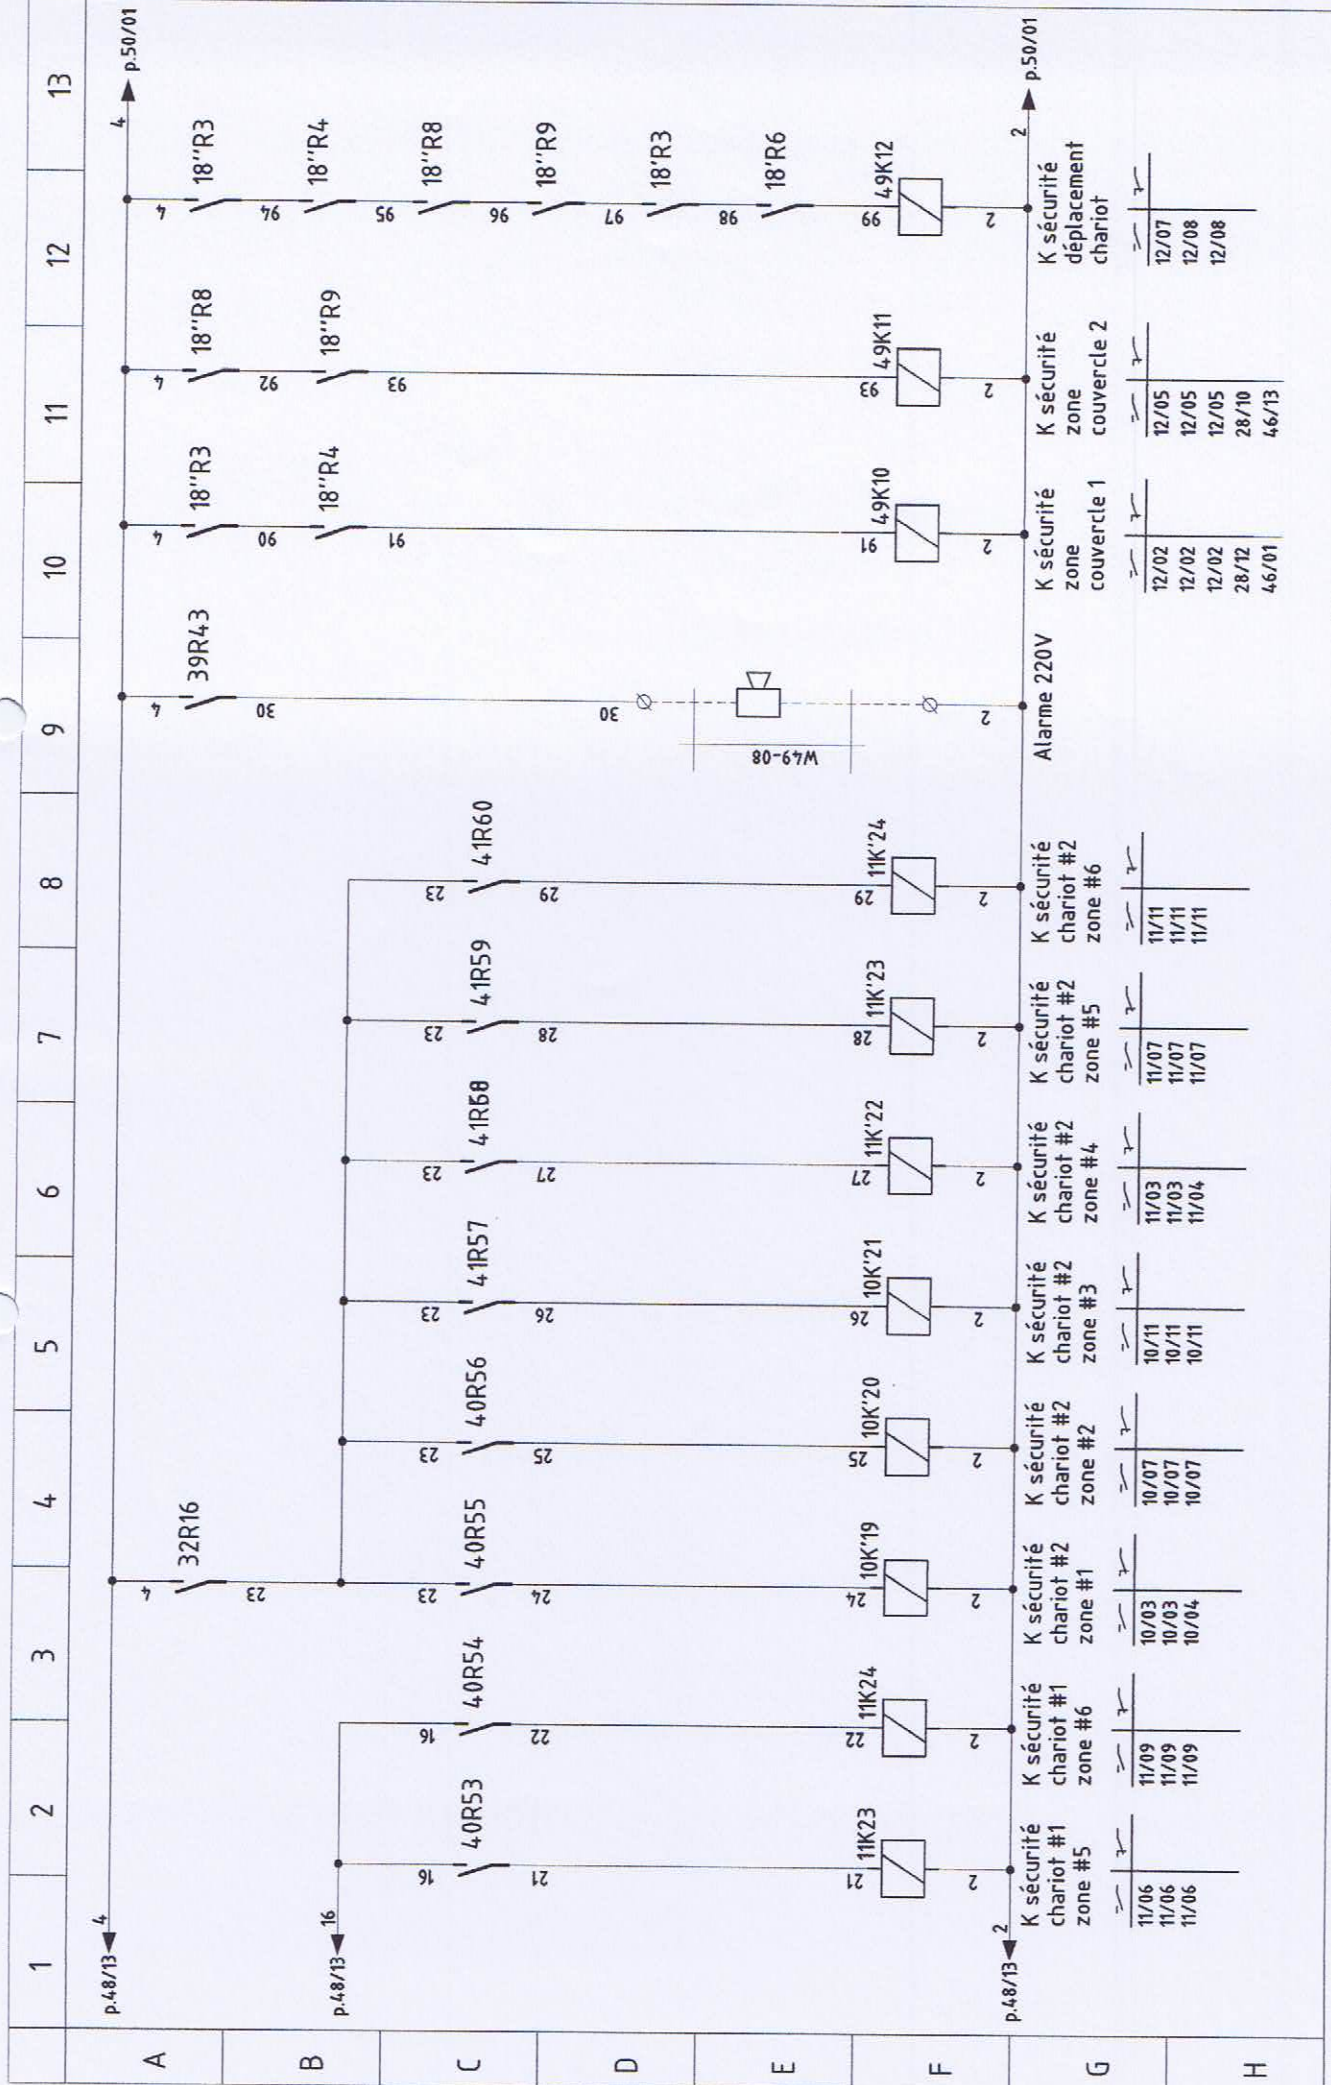 1 2 3 4 5 6 7 8 9 10 11 12 13
A
B
C
D
E
F
G
H
p.48/13 4
4 p.50/01
p.48/13 16
p.48/13 2
2 p.50/01
16 40R53 21
21 11K23 2
K sécurité
chariot #1
zone #5
11/06
11/06
11/06
16 40R54 22
22 11K24 2
K sécurité
chariot #1
zone #6
11/09
11/09
11/09
4 32R16 23
23 40R55 24
24 10K'19 2
K sécurité
chariot #2
zone #1
10/03
10/03
10/04
23 40R56 25
25 10K'20 2
K sécurité
chariot #2
zone #2
10/07
10/07
10/07
23 41R57 26
26 10K'21 2
K sécurité
chariot #2
zone #3
10/11
10/11
10/11
23 27
27 11K'22 2
K sécurité
chariot #2
zone #4
11/03
11/03
11/04
23 41R59 28
28 11K'23 2
K sécurité
chariot #2
zone #5
11/07
11/07
11/07
23 41R60 29
29 11K'24 2
K sécurité
chariot #2
zone #6
11/11
11/11
11/11
4 39R43 30
30
W49-08
2
Alarme 220V
4 18''R3 90
18''R4 91
91 49K10 2
K sécurité
zone
couvercle 1
12/02
12/02
12/02
28/12
46/01
4 18''R8 92
18''R9 93
93 49K11 2
K sécurité
zone
couvercle 2
12/05
12/05
12/05
28/10
46/13
4 18''R3 94
18''R4 95
18''R8 96
18''R9 97
18'R3 98
18'R6 99
49K12 2
K sécurité
déplacement
chariot
12/07
12/08
12/08